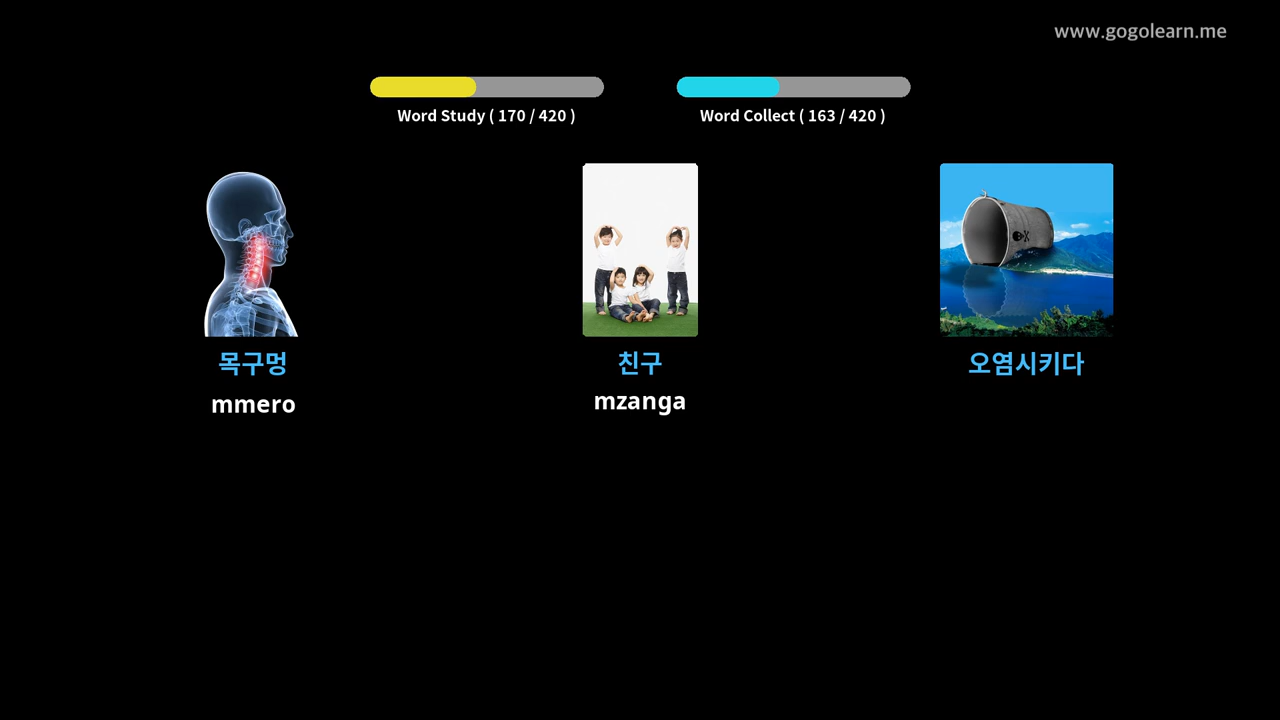 www.gogolearn.me
Word Study ( 170 / 420 )
Word Collect ( 163 / 420 )
목구멍
친구
오염시키다
mmero
mzanga